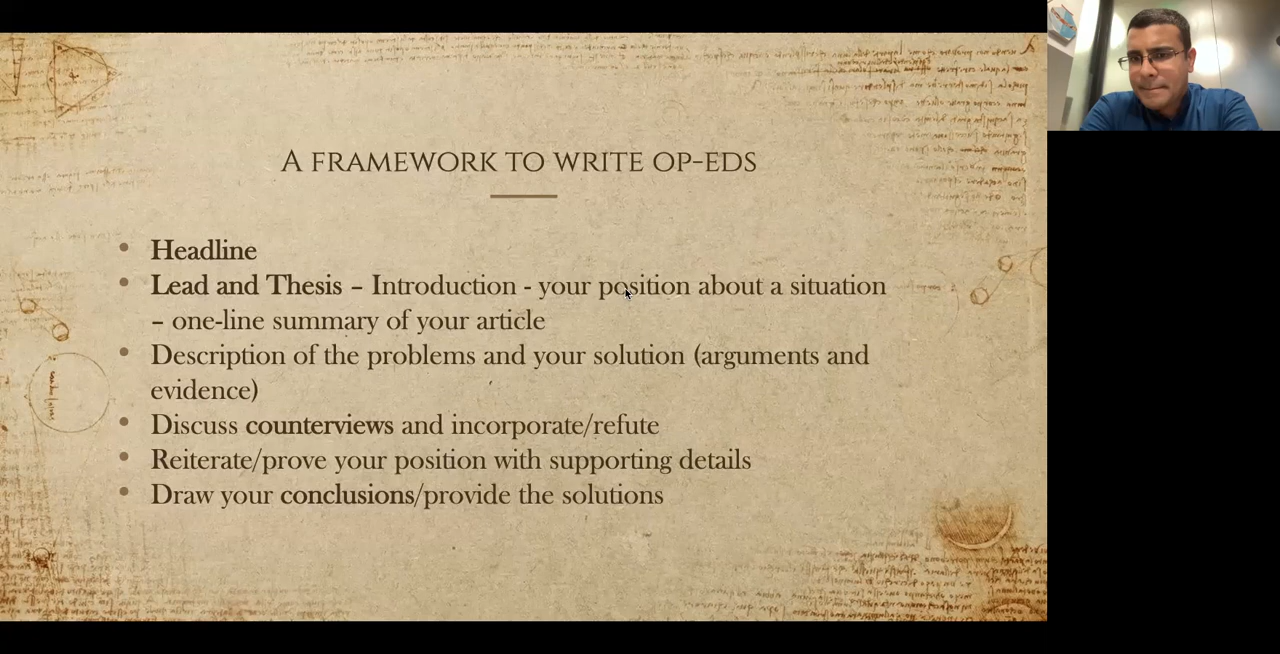 A FRAMEWORK TO WRITE OP-EDS
• Headline
• Lead and Thesis – Introduction - your position about a situation
– one-line summary of your article
• Description of the problems and your solution (arguments and
evidence)
• Discuss counterviews and incorporate/refute
• Reiterate/prove your position with supporting details
• Draw your conclusions/provide the solutions